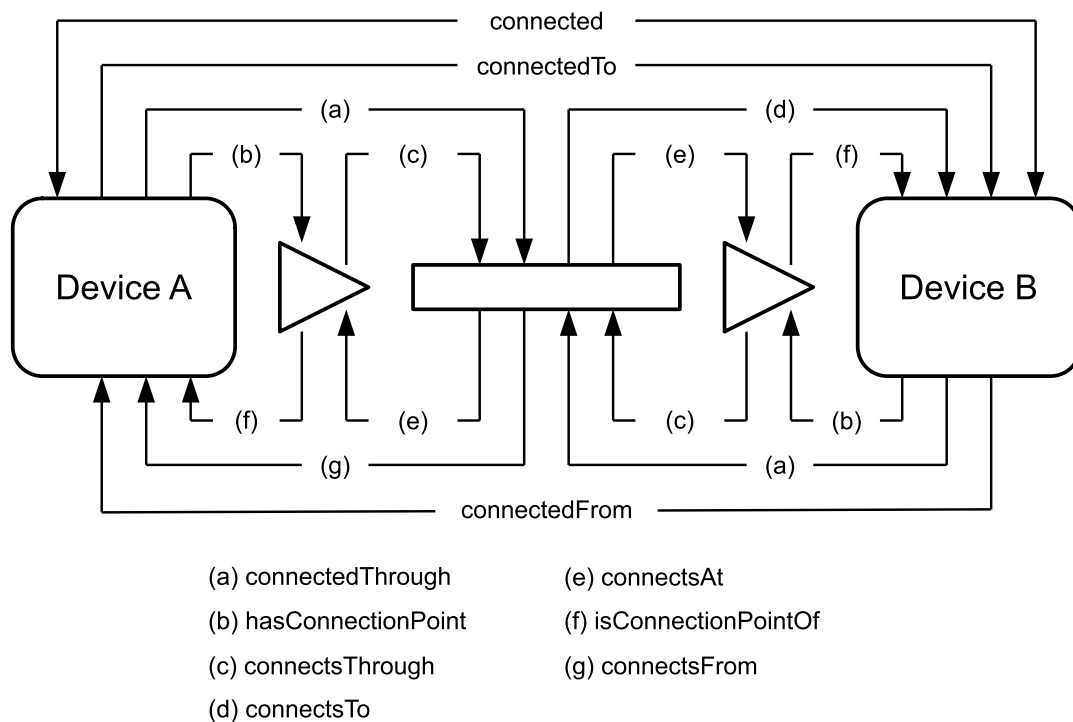 connected
connectedTo
(a) (d)
(b) (c) (e) (f)
Device A Device B
(f) (e) (c) (b)
(g) (a)
connectedFrom
(a) connectedThrough (e) connectsAt
(b) hasConnectionPoint (f) isConnectionPointOf
(c) connectsThrough (g) connectsFrom
(d) connectsTo